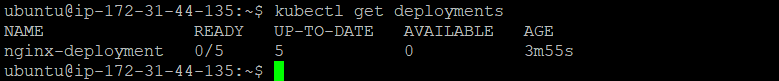 ubuntu@ip-172-31-44-135:~$ kubectl get deployments
NAME READY UP-TO-DATE AVAILABLE AGE
nginx-deployment 0/5 5 0 3m55s
ubuntu@ip-172-31-44-135:~$